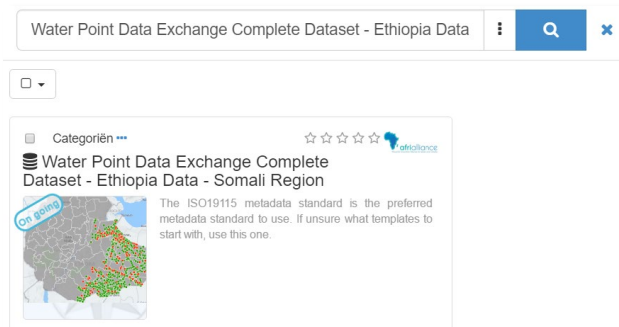 Water Point Data Exchange Complete Dataset - Ethiopia Data
Categoriën
afrialliance
Water Point Data Exchange Complete
Dataset - Ethiopia Data - Somali Region
On going
The ISO19115 metadata standard is the preferred
metadata standard to use. If unsure what templates to
start with, use this one.